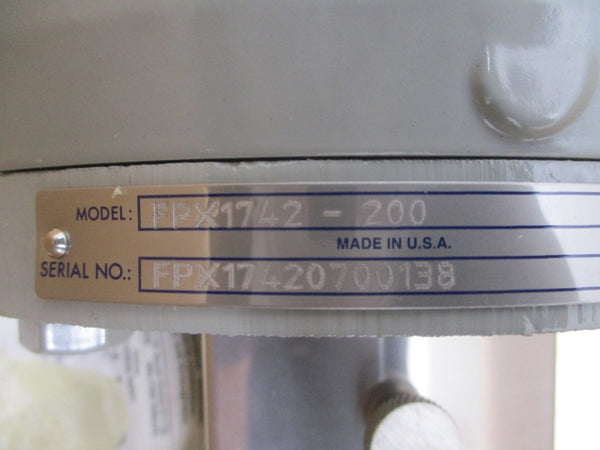 MODEL: FPX1742 - 200
MADE IN U.S.A.
SERIAL NO.: FPX17420700138